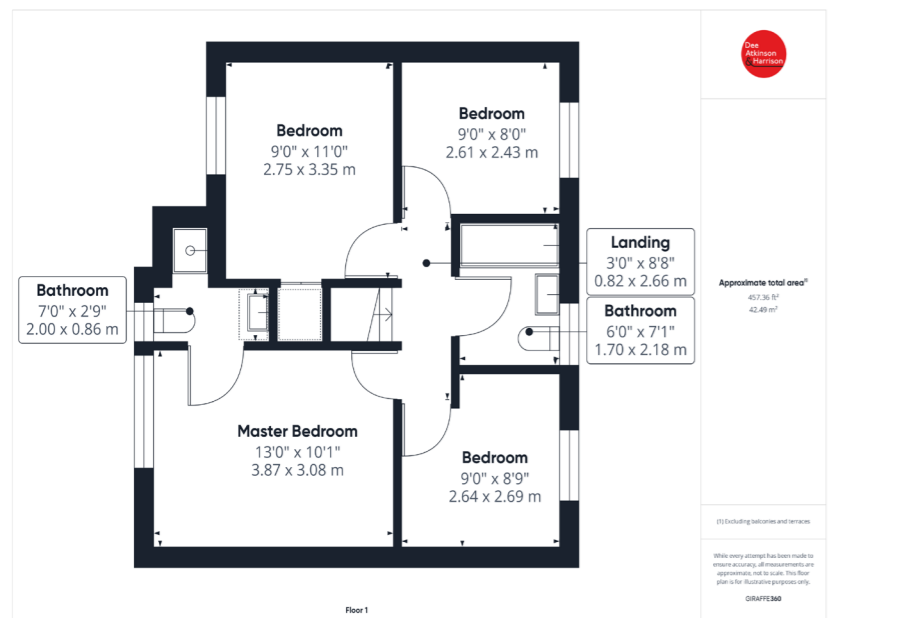 Bedroom
9'0" x 11'0"
2.75 x 3.35 m
Bedroom
9'0" x 8'0"
2.61 x 2.43 m
Landing
3'0" x 8'8"
0.82 x 2.66 m
Bathroom
7'0" x 2'9"
2.00 x 0.86 m
Bathroom
6'0" x 7'1"
1.70 x 2.18 m
Master Bedroom
13'0" x 10'1"
3.87 x 3.08 m
Bedroom
9'0" x 8'9"
2.64 x 2.69 m
Floor 1
Dee
Atkinson
& Harrison
Approximate total area⁽¹⁾
457.36 ft²
42.49 m²
(1) Excluding balconies and terraces
While every attempt has been made to
ensure accuracy, all measurements are
approximate, not to scale. This floor
plan is for illustrative purposes only.
GIRAFFE360